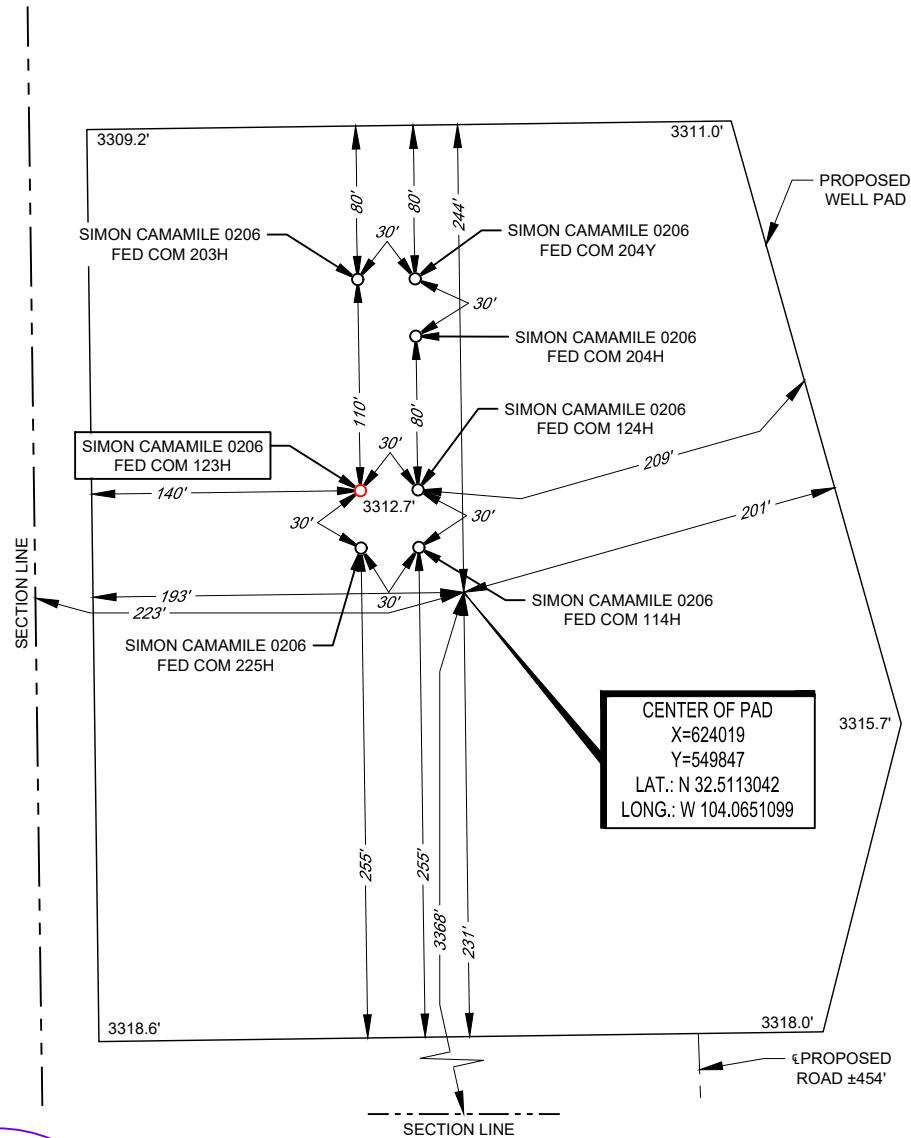 3309.2'
3311.0'
PROPOSED
WELL PAD
80'
80'
244'
SIMON CAMAMILE 0206
FED COM 203H
30'
SIMON CAMAMILE 0206
FED COM 204Y
30'
SIMON CAMAMILE 0206
FED COM 204H
110'
80'
SIMON CAMAMILE 0206
FED COM 124H
SIMON CAMAMILE 0206
FED COM 123H
30'
209'
140'
3312.7'
30'
30'
201'
SECTION LINE
193'
30'
223'
SIMON CAMAMILE 0206
FED COM 114H
SIMON CAMAMILE 0206
FED COM 225H
CENTER OF PAD
X=624019
Y=549847
LAT.: N 32.5113042
LONG.: W 104.0651099
3315.7'
255'
255'
3368'
231'
3318.6'
3318.0'
℄PROPOSED
ROAD ±454'
SECTION LINE